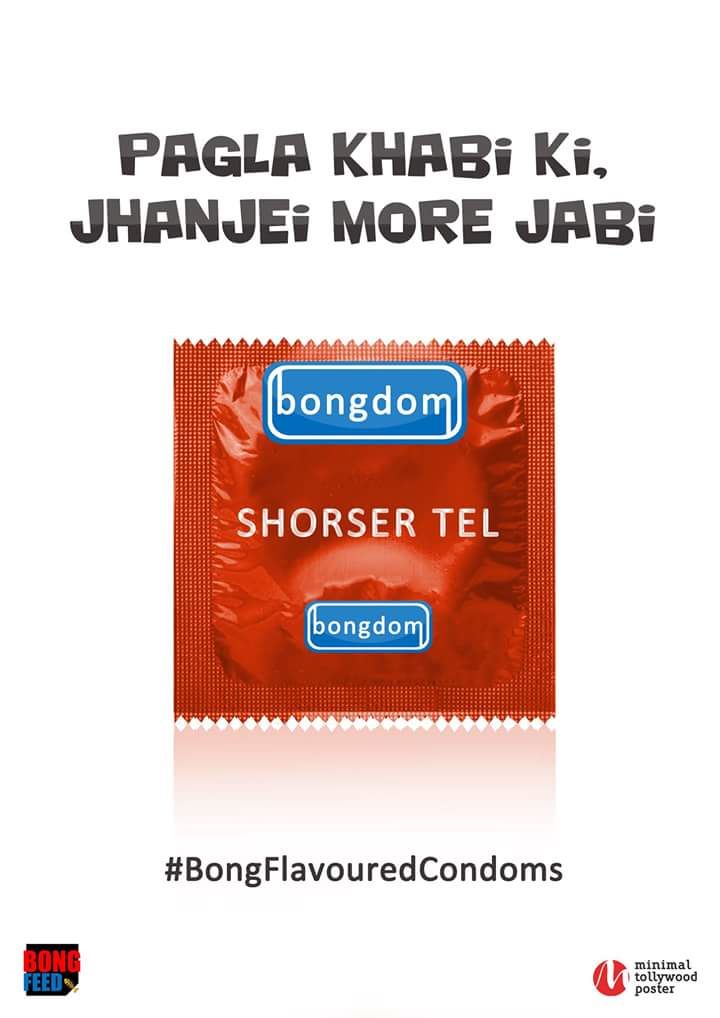 PAGLA KHABi Ki,
JHANJEi MORE JABi
bongdom
SHORSER TEL
bongdom
#BongFlavouredCondoms
BONG
FEED
minimal
tollywood
poster